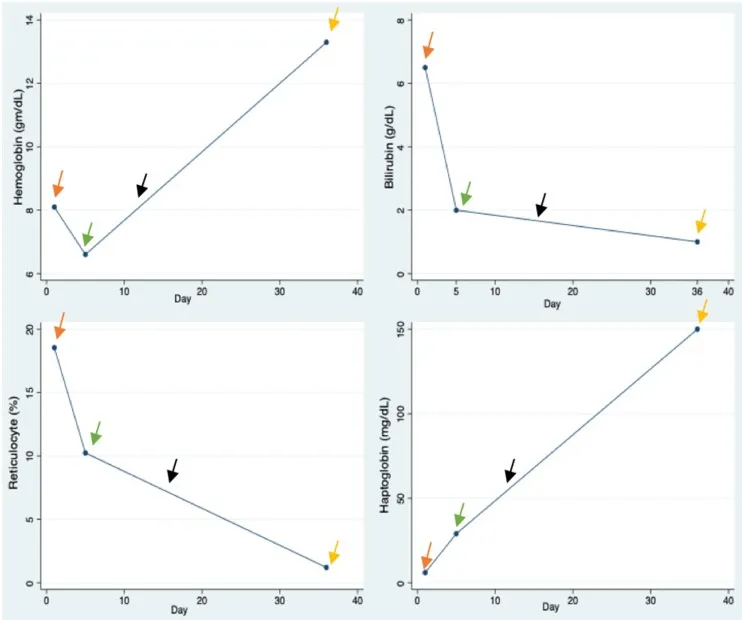 Hemoglobin (gm/dL)
14
12
10
8
6
0 10 20 30 40
Day
Bilirubin (g/dL)
8
6
4
2
0
0 5 10 20 30 36 40
Day
Reticulocyte (%)
20
15
10
5
0
0 10 20 30 40
Day
Haptoglobin (mg/dL)
150
100
50
0
0 10 20 30 40
Day